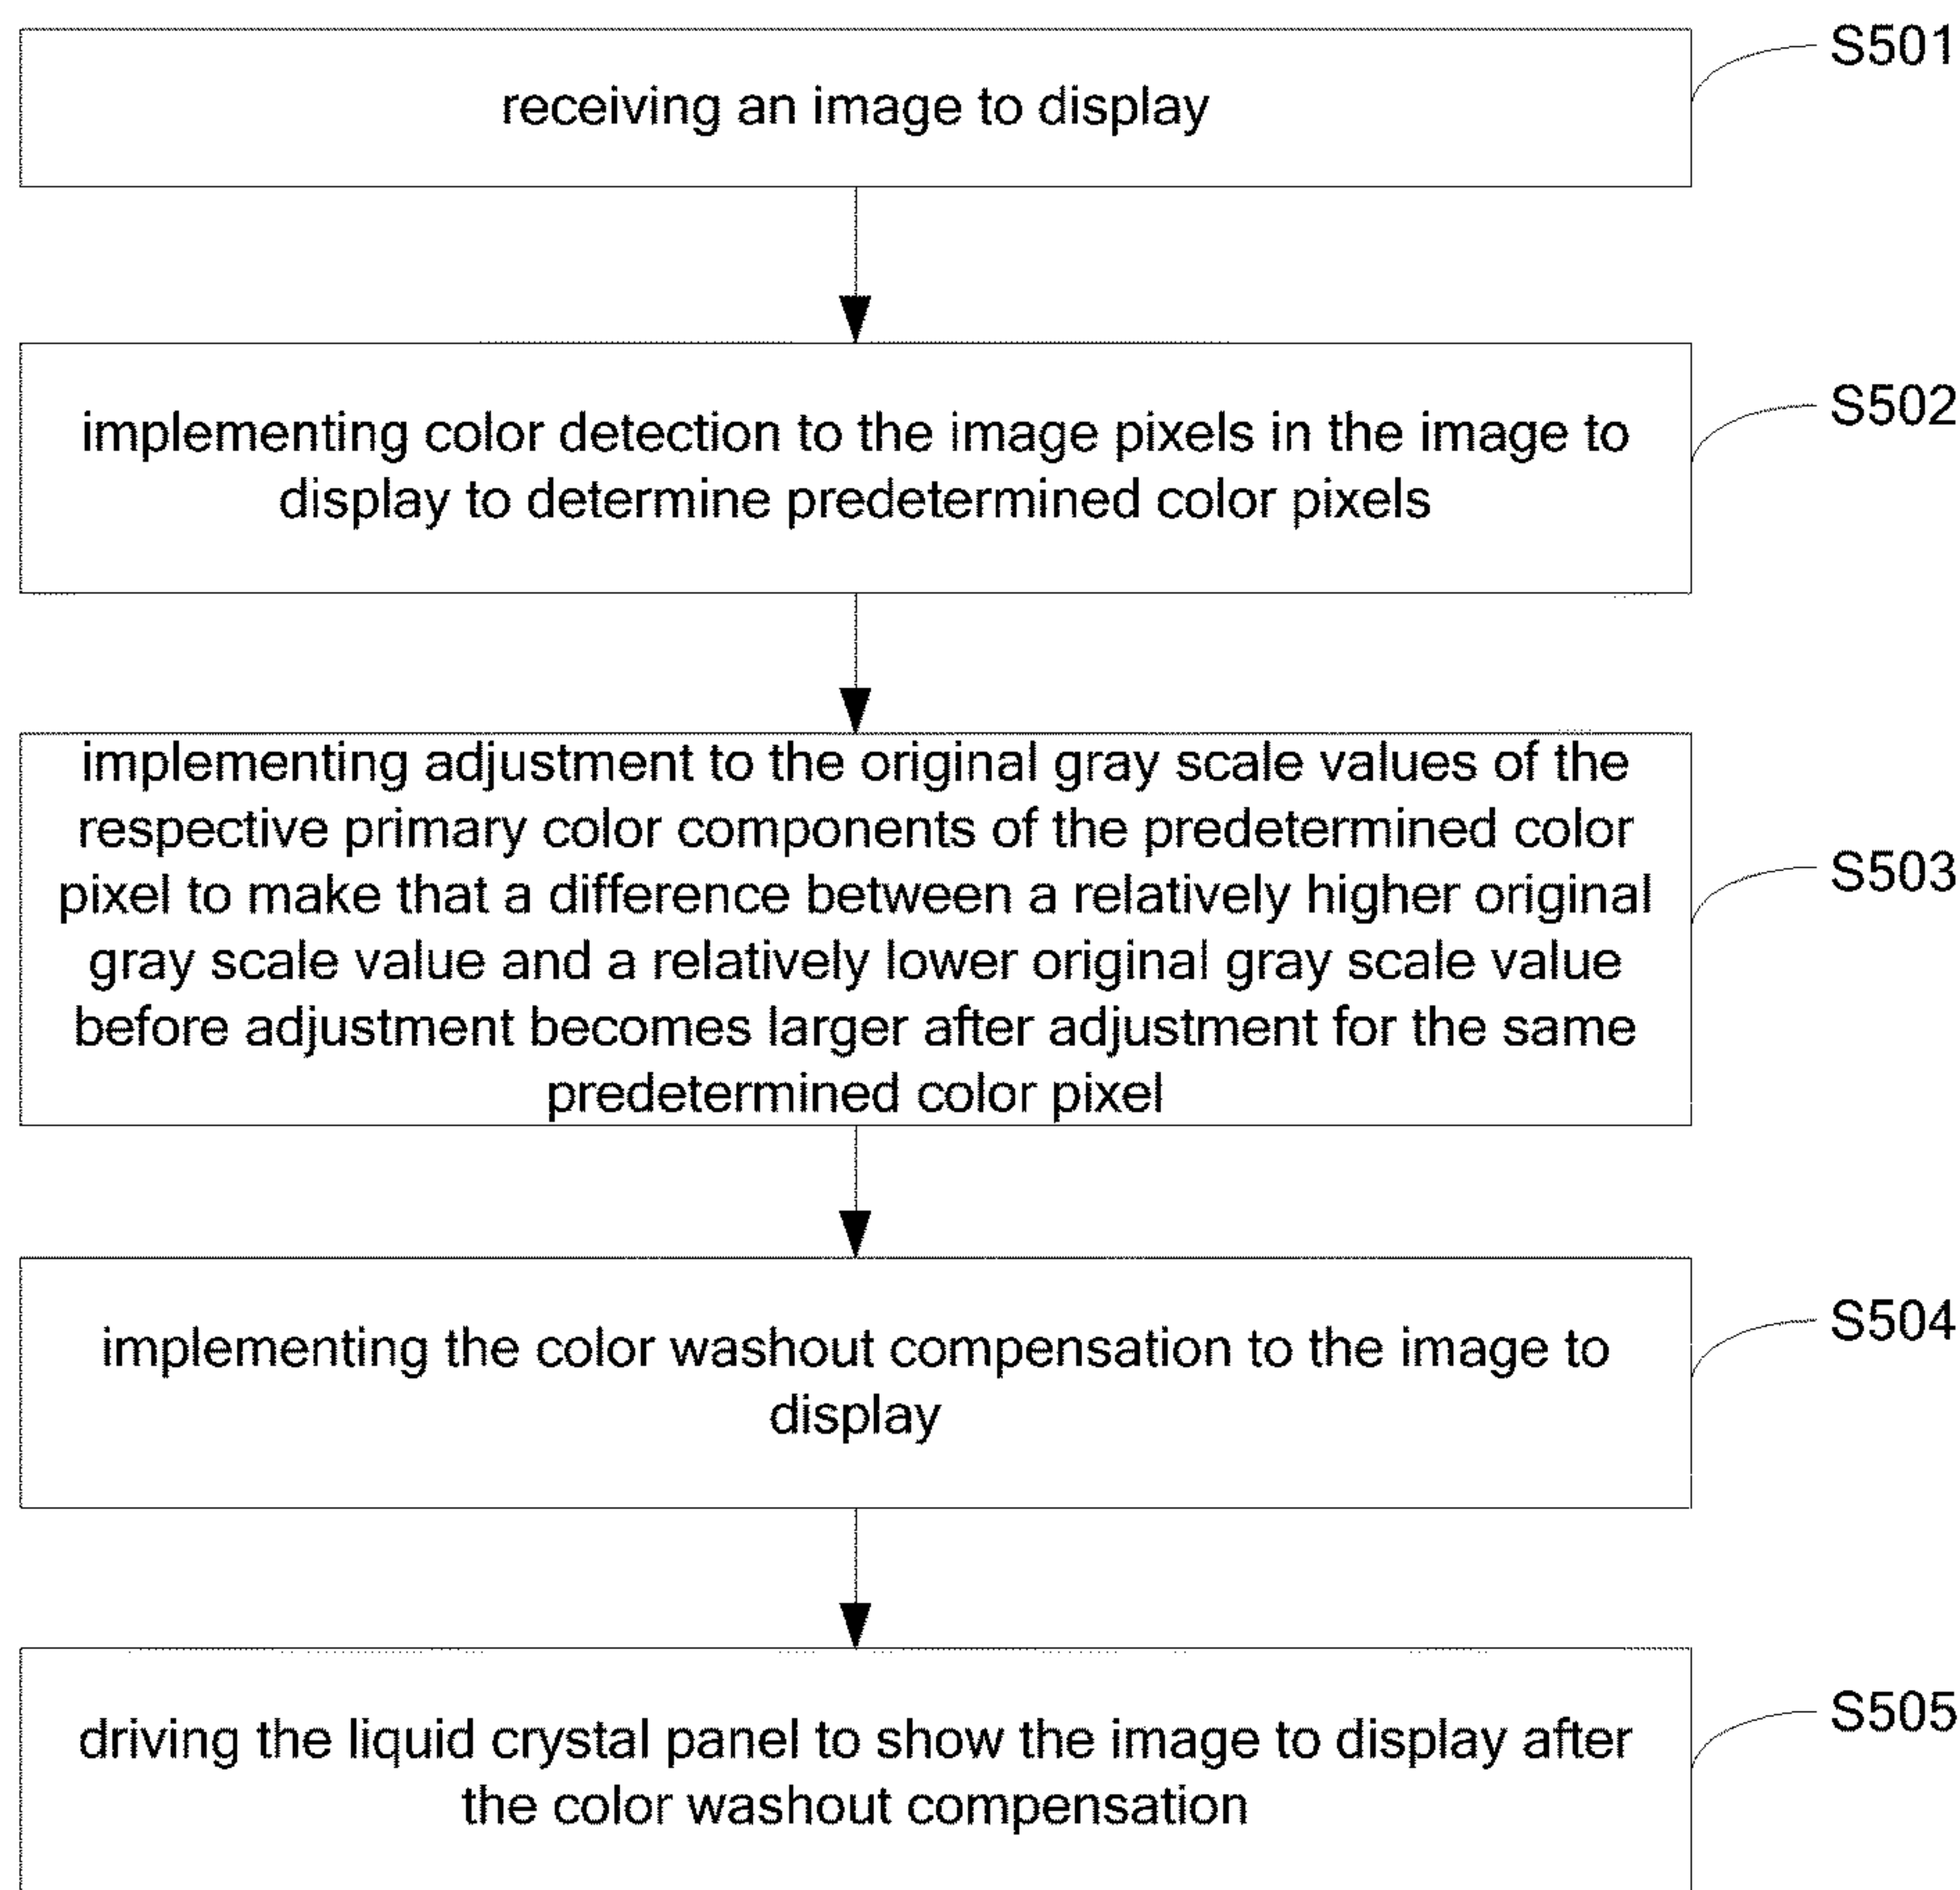 receiving an image to display
S501
implementing color detection to the image pixels in the image to
display to determine predetermined color pixels
S502
implementing adjustment to the original gray scale values of the
respective primary color components of the predetermined color
pixel to make that a difference between a relatively higher original
gray scale value and a relatively lower original gray scale value
before adjustment becomes larger after adjustment for the same
predetermined color pixel
S503
implementing the color washout compensation to the image to
display
S504
driving the liquid crystal panel to show the image to display after
the color washout compensation
S505